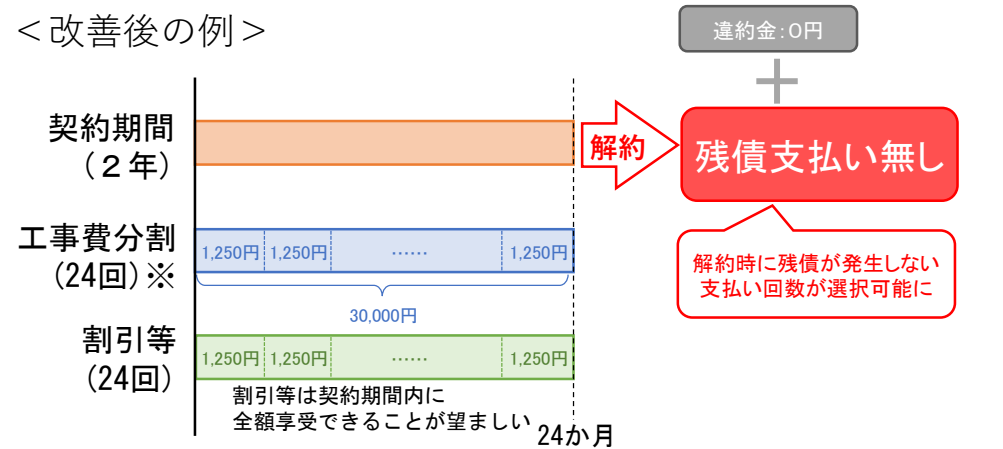 ＜改善後の例＞
違約金：0円
契約期間
（２年）
解約
残債支払い無し
工事費分割
(24回)※
1,250円 1,250円 …… 1,250円
30,000円
解約時に残債が発生しない
支払い回数が選択可能に
割引等
(24回)
1,250円 1,250円 …… 1,250円
割引等は契約期間内に
全額享受できることが望ましい
24か月